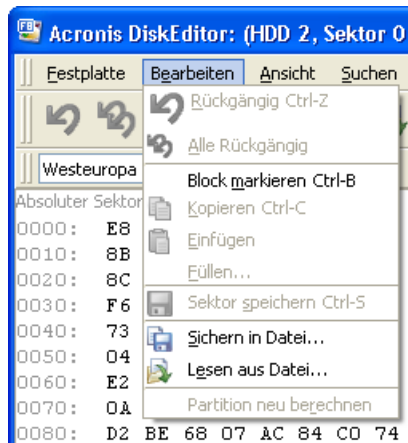 Acronis DiskEditor: (HDD 2, Sektor 0
Festplatte Bearbeiten Ansicht Suchen
Rückgängig Ctrl-Z
Alle Rückgängig
Westeuropa
Block markieren Ctrl-B
Absoluter Sektor
Kopieren Ctrl-C
0000: E8
Einfügen
0010: 8B
Füllen...
0020: 8C
Sektor speichern Ctrl-S
0030: F6
Sichern in Datei...
0040: 73
0050: 04
Lesen aus Datei...
0060: E2
Partition neu berechnen
0070: 0A
0080: D2 BE 68 07 AC 84 C0 74